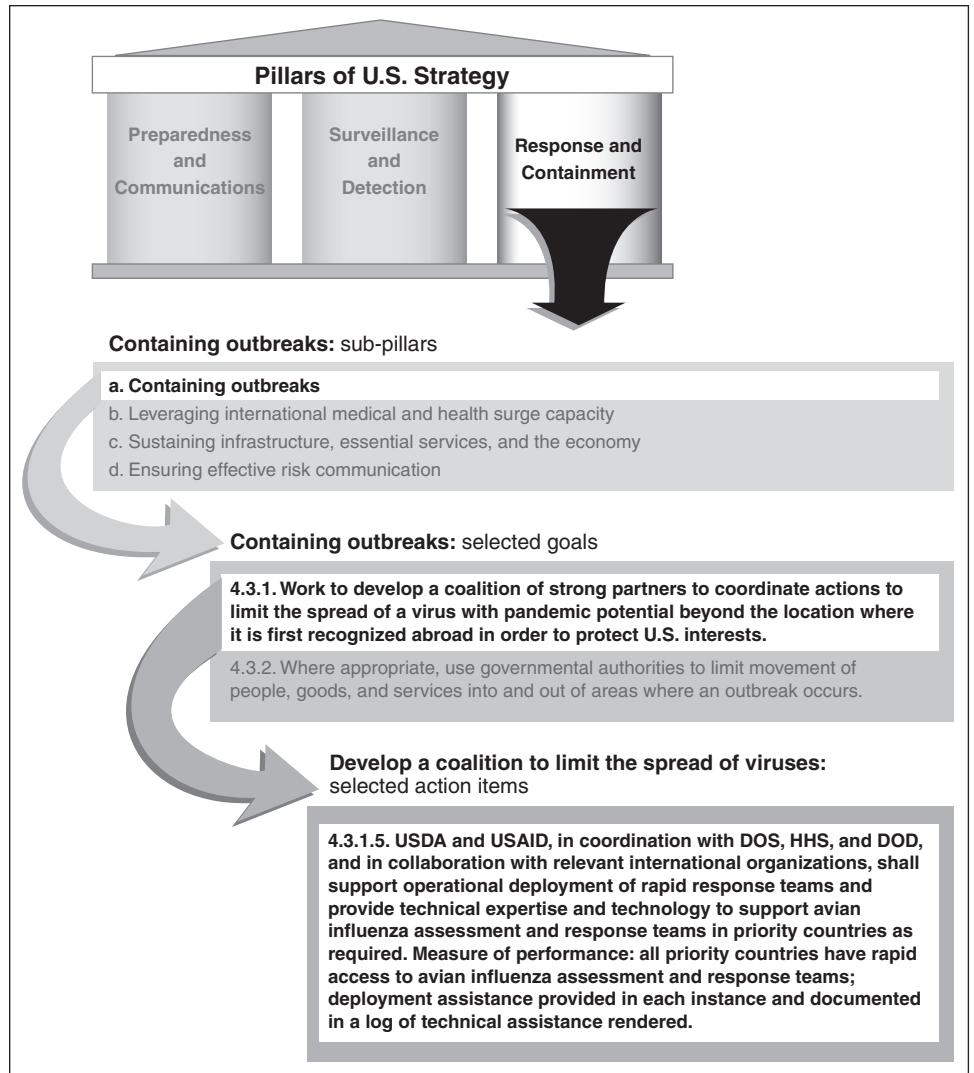 Pillars of U.S. Strategy
Preparedness
and
Communications
Surveillance
and
Detection
Response and
Containment
Containing outbreaks: sub-pillars
a. Containing outbreaks
b. Leveraging international medical and health surge capacity
c. Sustaining infrastructure, essential services, and the economy
d. Ensuring effective risk communication
Containing outbreaks: selected goals
4.3.1. Work to develop a coalition of strong partners to coordinate actions to
limit the spread of a virus with pandemic potential beyond the location where
it is first recognized abroad in order to protect U.S. interests.
4.3.2. Where appropriate, use governmental authorities to limit movement of
people, goods, and services into and out of areas where an outbreak occurs.
Develop a coalition to limit the spread of viruses:
selected action items
4.3.1.5. USDA and USAID, in coordination with DOS, HHS, and DOD,
and in collaboration with relevant international organizations, shall
support operational deployment of rapid response teams and
provide technical expertise and technology to support avian
influenza assessment and response teams in priority countries as
required. Measure of performance: all priority countries have rapid
access to avian influenza assessment and response teams;
deployment assistance provided in each instance and documented
in a log of technical assistance rendered.